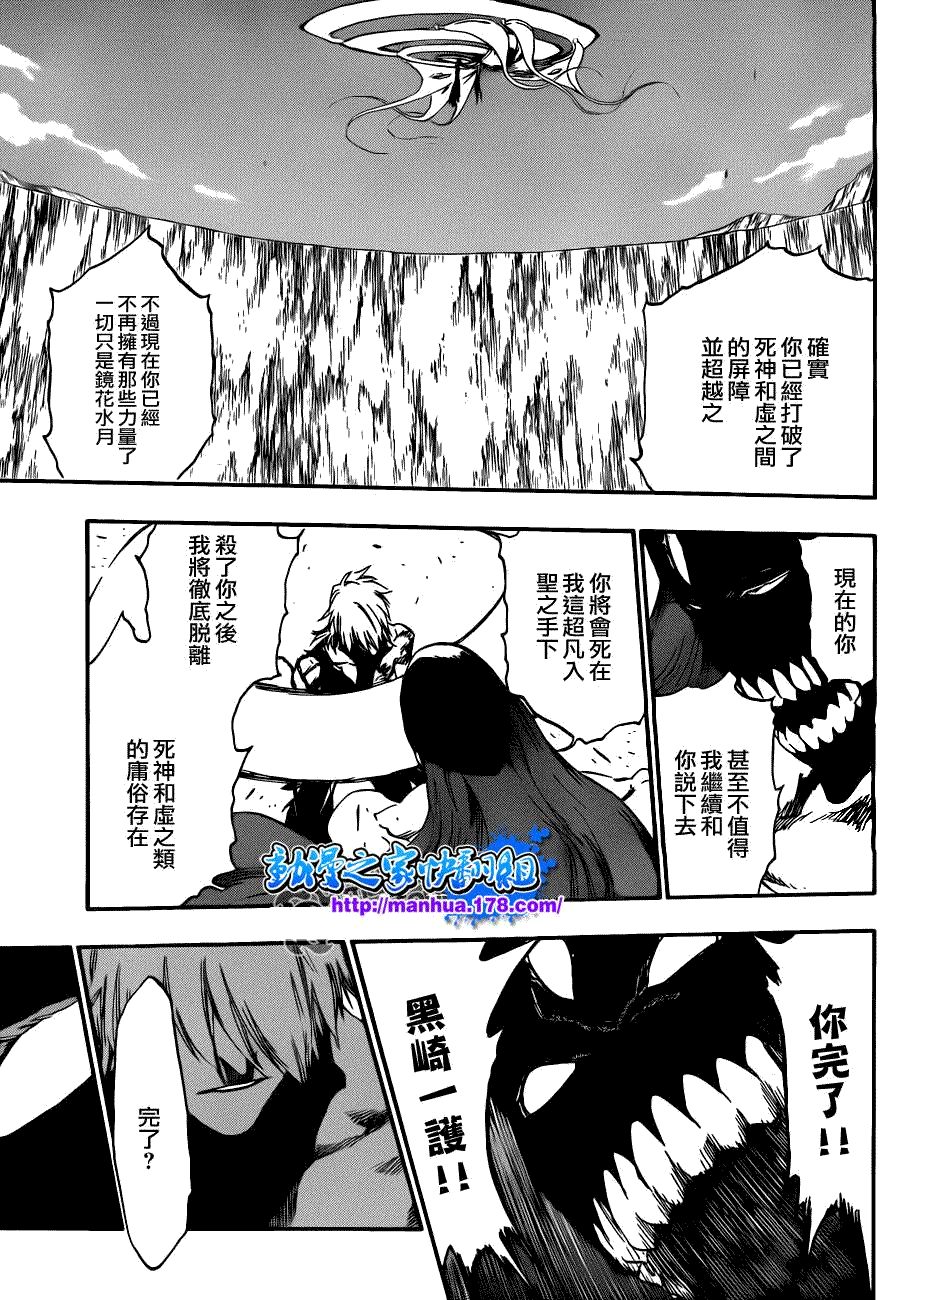 確實
你已經打破了
死神和虛之間
的屏障
並超越之
不過現在你已經
不再擁有那些力量了
一切只是鏡花水月
現在的你
甚至不值得
我繼續和
你說下去
你將會死在
我這超凡入
聖之手下
殺了你之後
我將徹底脫離
死神和虛之類
的庸俗存在
動漫之家快翻組
http://manhua.178.com/
你完了!!
黑崎一護!!
完了?